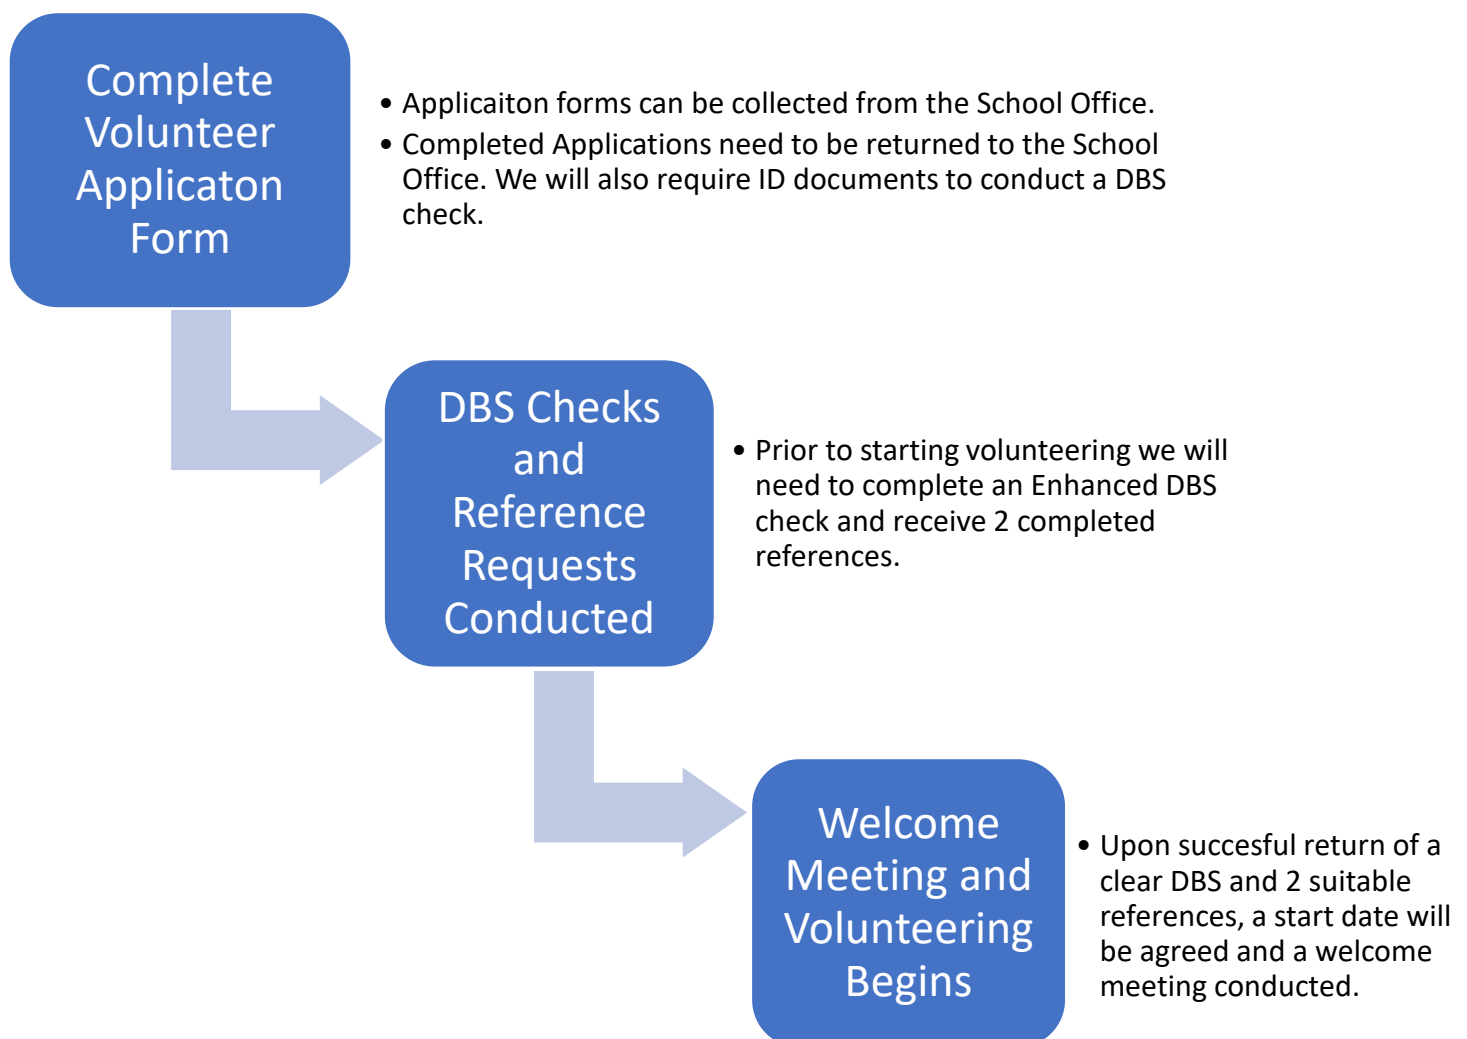 Complete
Volunteer
Applicaton
Form
• Applicaiton forms can be collected from the School Office.
• Completed Applications need to be returned to the School
Office. We will also require ID documents to conduct a DBS
check.
DBS Checks
and
Reference
Requests
Conducted
• Prior to starting volunteering we will
need to complete an Enhanced DBS
check and receive 2 completed
references.
Welcome
Meeting and
Volunteering
Begins
• Upon succesful return of a
clear DBS and 2 suitable
references, a start date will
be agreed and a welcome
meeting conducted.